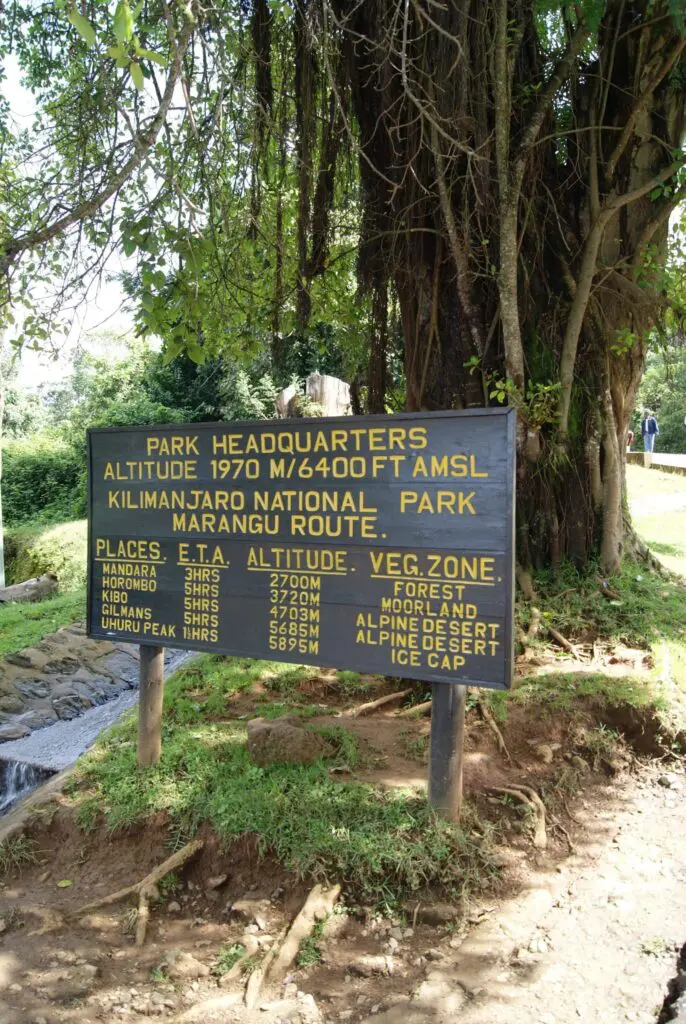 PARK HEADQUARTERS
ALTITUDE 1970 M/6400 FT AMSL
KILIMANJARO NATIONAL PARK
MARANGU ROUTE.
PLACES. E.T.A. ALTITUDE. VEG.ZONE.
MANDARA 3HRS 2700M FOREST
HOROMBO 5HRS 3720M MOORLAND
KIBO 5HRS 4703M ALPINE DESERT
GILMANS 5HRS 5685M ALPINE DESERT
UHURU PEAK 1½HRS 5895M ICE CAP